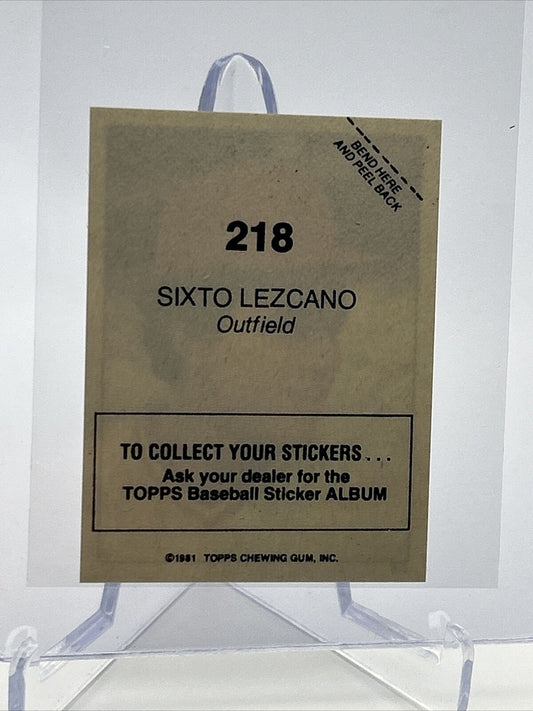 BEND HERE
AND PEEL BACK
218
SIXTO LEZCANO
Outfield
TO COLLECT YOUR STICKERS...
Ask your dealer for the
TOPPS Baseball Sticker ALBUM
©1981 TOPPS CHEWING GUM, INC.